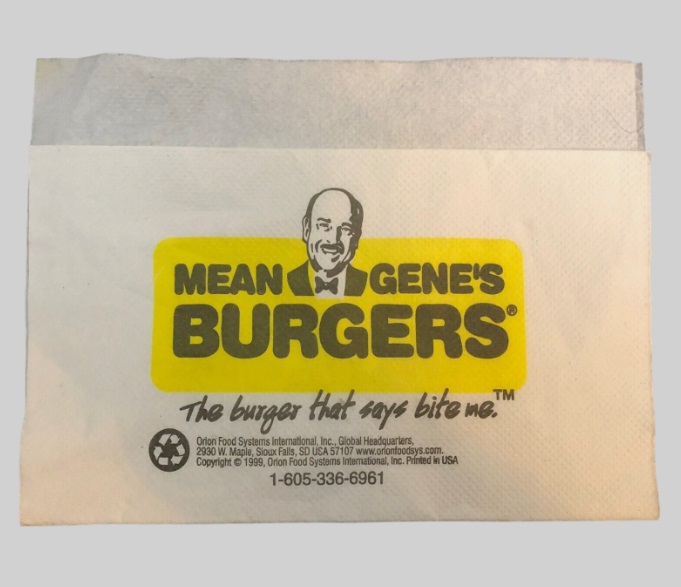 MEAN GENE'S
BURGERS®
The burger that says bite me.™
Orion Food Systems International, Inc., Global Headquarters,
2930 W. Maple, Sioux Falls, SD USA 57107 www.orionfoodsys.com.
Copyright © 1999, Orion Food Systems International, Inc. Printed in USA
1-605-336-6961